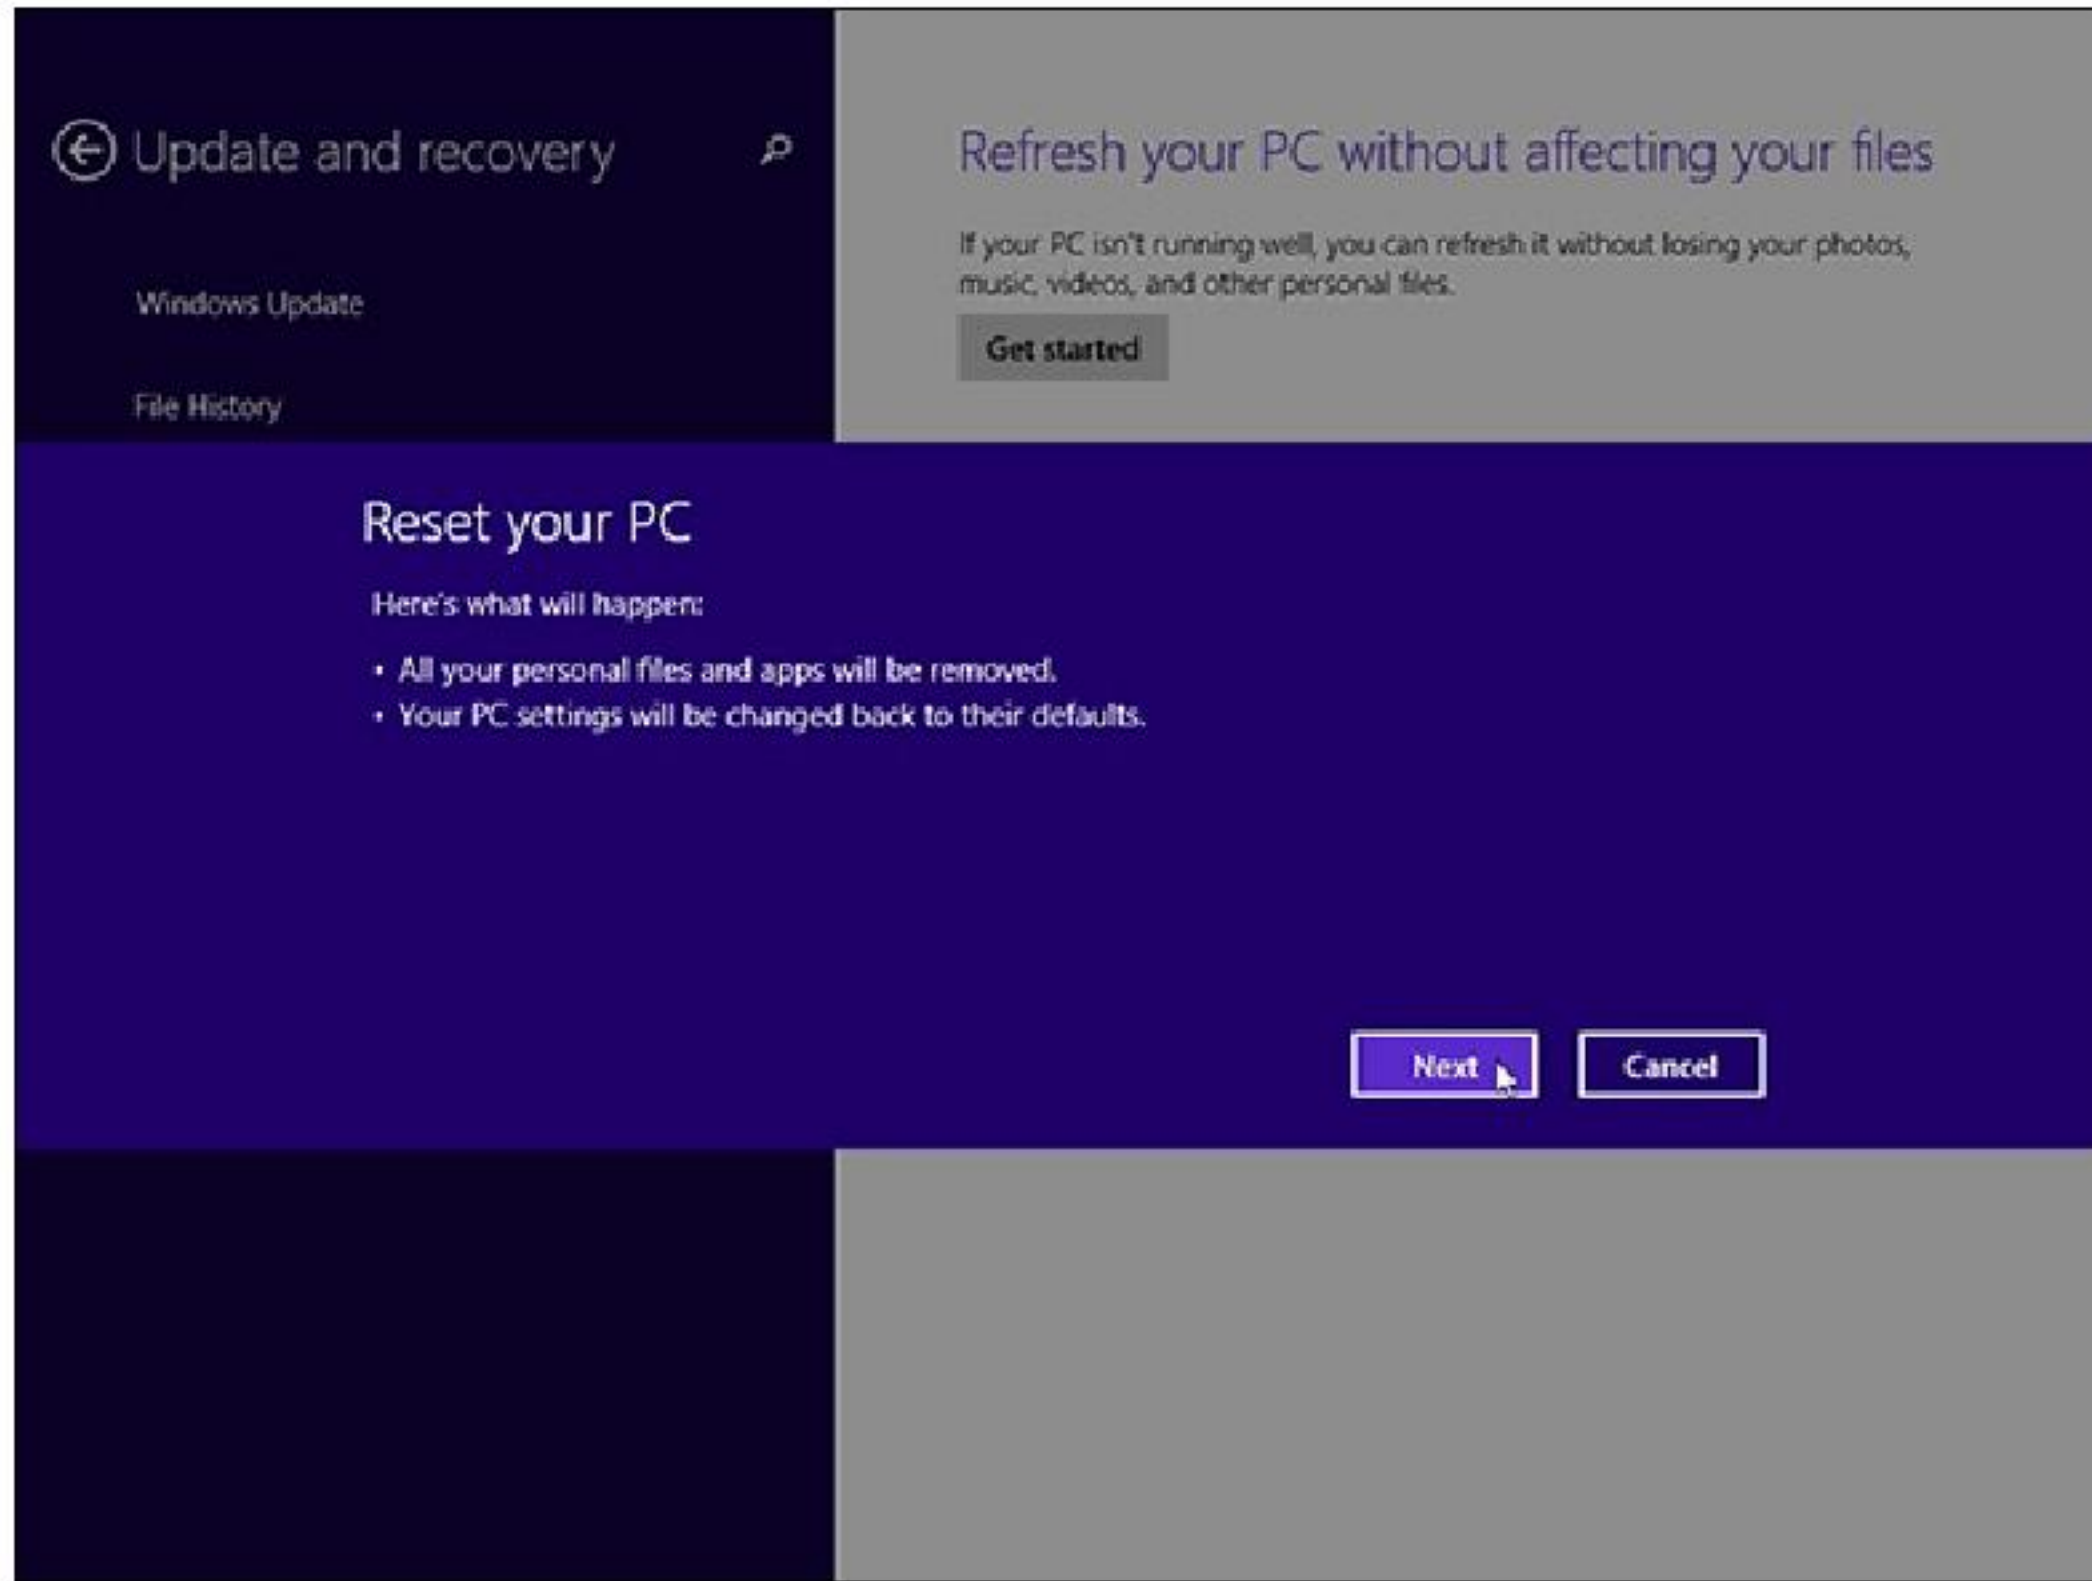 Update and recovery
Windows Update
File History
Refresh your PC without affecting your files
If your PC isn't running well, you can refresh it without losing your photos,
music, videos, and other personal files.
Get started
Reset your PC
Here's what will happen:
• All your personal files and apps will be removed.
• Your PC settings will be changed back to their defaults.
Next
Cancel